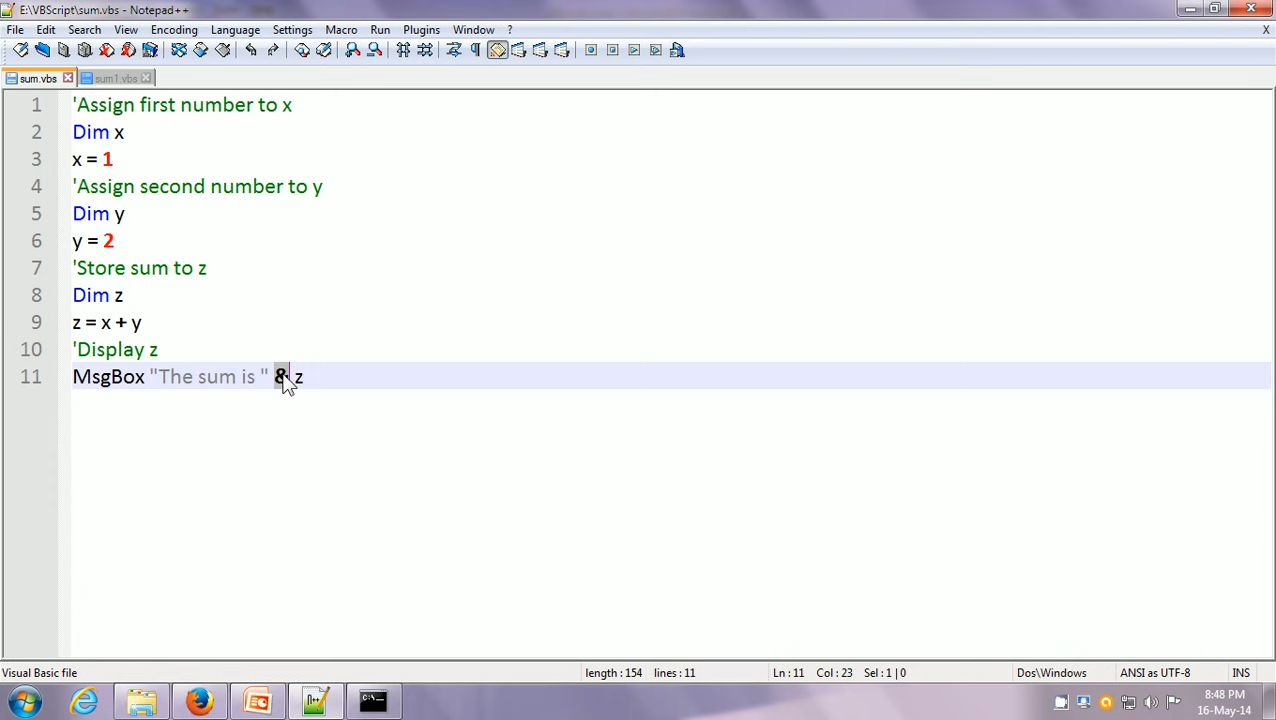 E:\VBScript\sum.vbs - Notepad++
File Edit Search View Encoding Language Settings Macro Run Plugins Window ? X
sum.vbs sum1.vbs
1 'Assign first number to x
2 Dim x
3 x = 1
4 'Assign second number to y
5 Dim y
6 y = 2
7 'Store sum to z
8 Dim z
9 z = x + y
10 'Display z
11 MsgBox "The sum is " & z
Visual Basic file length : 154 lines : 11 Ln : 11 Col : 23 Sel : 1 | 0 Dos\Windows ANSI as UTF-8 INS
8:48 PM
16-May-14